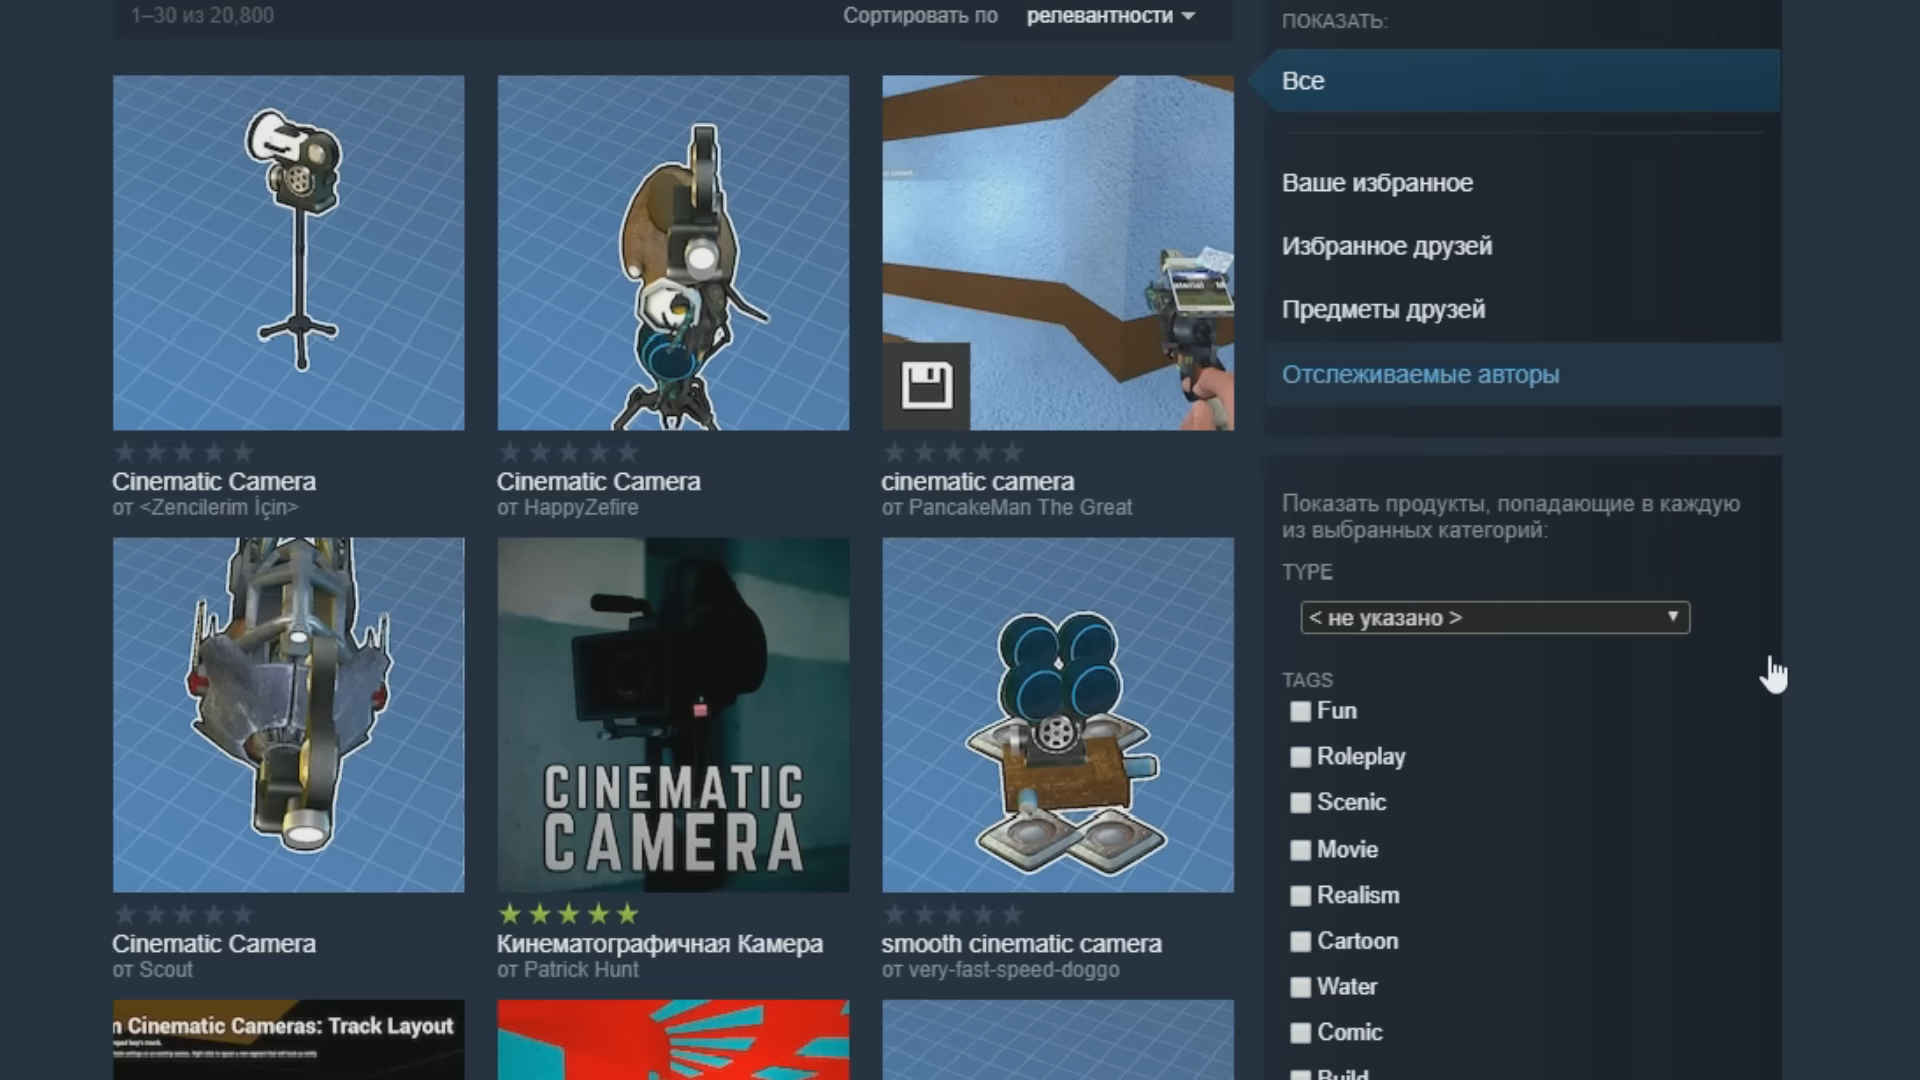 1–30 из 20,800
Сортировать по релевантности
ПОКАЗАТЬ:
Все
Ваше избранное
Избранное друзей
Предметы друзей
Отслеживаемые авторы
Cinematic Camera
от <Zencilerim İçin>
Cinematic Camera
от HappyZefire
cinematic camera
от PancakeMan The Great
Показать продукты, попадающие в каждую
из выбранных категорий:
TYPE
< не указано >
TAGS
Fun
Roleplay
Scenic
Movie
Realism
Cartoon
Water
Comic
Build
CINEMATIC
CAMERA
Cinematic Camera
от Scout
Кинематографичная Камера
от Patrick Hunt
smooth cinematic camera
от very-fast-speed-doggo
n Cinematic Cameras: Track Layout